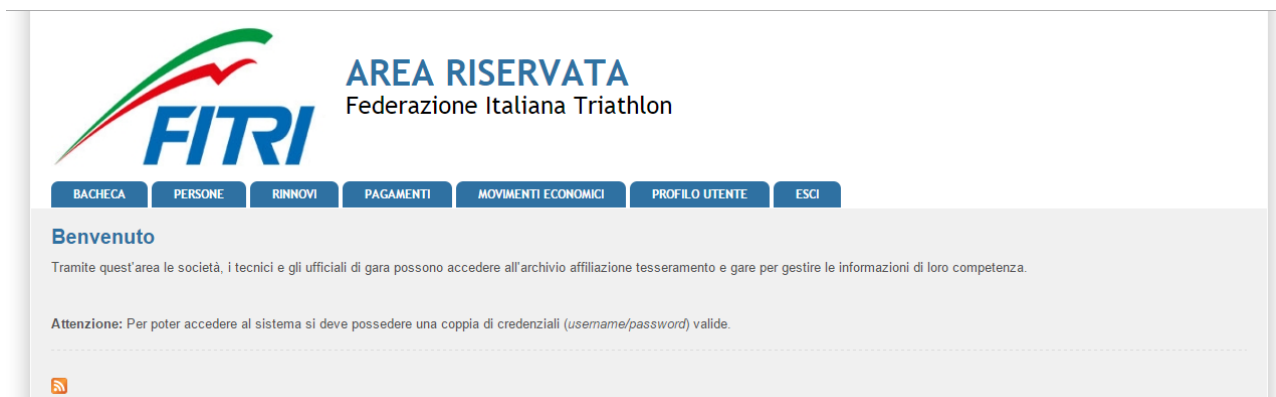 FITRI
AREA RISERVATA
Federazione Italiana Triathlon
BACHECA PERSONE RINNOVI PAGAMENTI MOVIMENTI ECONOMICI PROFILO UTENTE ESCI
Benvenuto
Tramite quest'area le società, i tecnici e gli ufficiali di gara possono accedere all'archivio affiliazione tesseramento e gare per gestire le informazioni di loro competenza.
Attenzione: Per poter accedere al sistema si deve possedere una coppia di credenziali (username/password) valide.